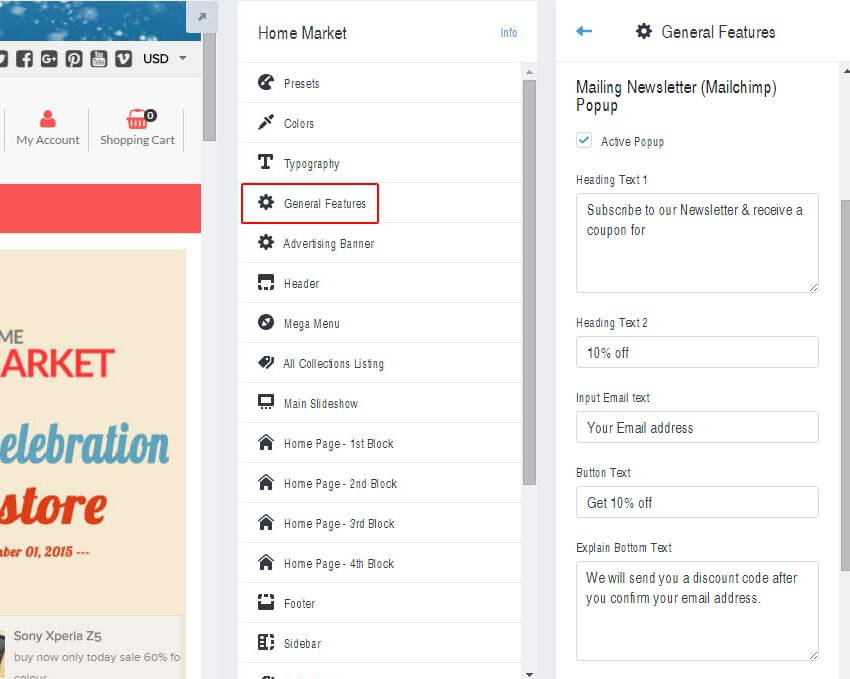 USD
My Account
0
Shopping Cart
ME
ARKET
elebration
store
ber 01, 2015 ---
Sony Xperia Z5
buy now only today sale 60% fo
colour
Home Market
Info
Presets
Colors
Typography
General Features
Advertising Banner
Header
Mega Menu
All Collections Listing
Main Slideshow
Home Page - 1st Block
Home Page - 2nd Block
Home Page - 3rd Block
Home Page - 4th Block
Footer
Sidebar
General Features
Mailing Newsletter (Mailchimp)
Popup
Active Popup
Heading Text 1
Subscribe to our Newsletter & receive a
coupon for
Heading Text 2
10% off
Input Email text
Your Email address
Button Text
Get 10% off
Explain Bottom Text
We will send you a discount code after
you confirm your email address.